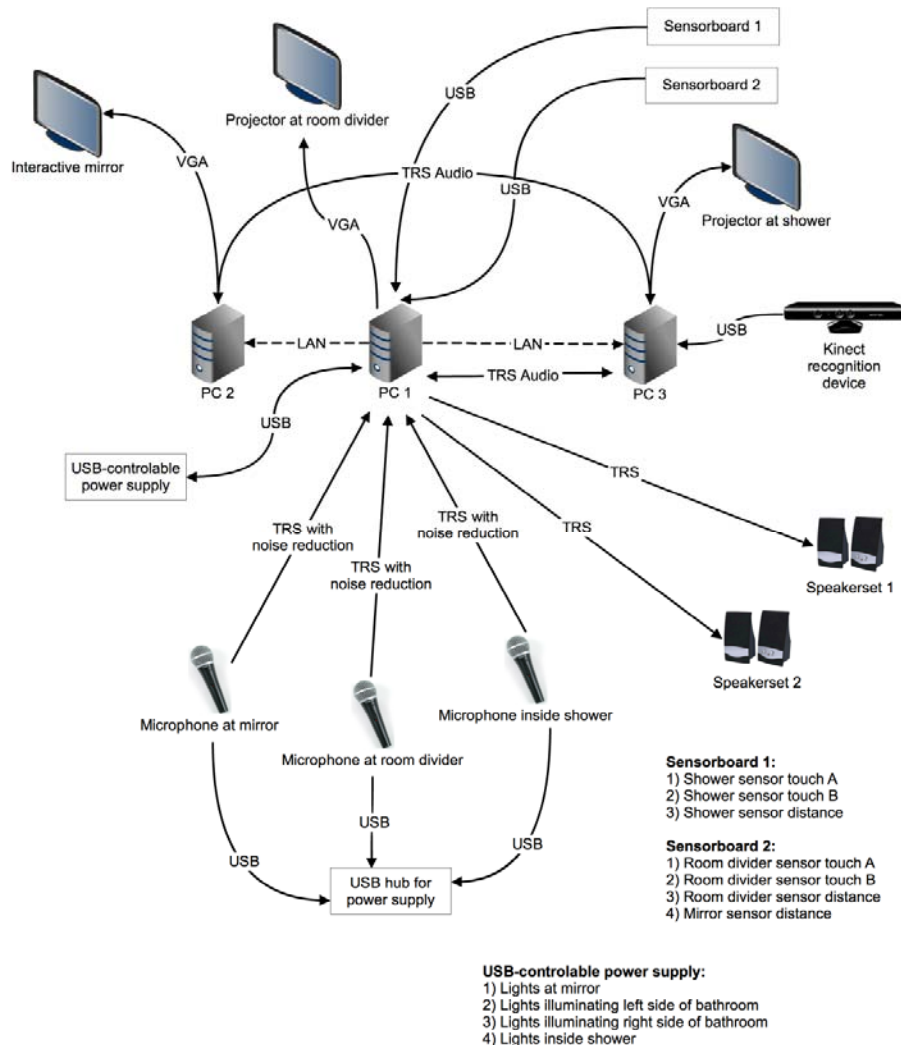 Sensorboard 1
USB
Sensorboard 2
Projector at room divider
Interactive mirror
VGA
TRS Audio
USB
VGA
Projector at shower
VGA
LAN
LAN
USB
Kinect
recognition
device
PC 2
PC 1
TRS Audio
PC 3
USB
USB-controlable
power supply
TRS
TRS with
noise reduction
TRS with
noise reduction
TRS with
noise reduction
TRS
Speakerset 1
Speakerset 2
Microphone at mirror
Microphone inside shower
Microphone at room divider
USB
USB
USB
USB hub for
power supply
Sensorboard 1:
1) Shower sensor touch A
2) Shower sensor touch B
3) Shower sensor distance
Sensorboard 2:
1) Room divider sensor touch A
2) Room divider sensor touch B
3) Room divider sensor distance
4) Mirror sensor distance
USB-controlable power supply:
1) Lights at mirror
2) Lights illuminating left side of bathroom
3) Lights illuminating right side of bathroom
4) Lights inside shower